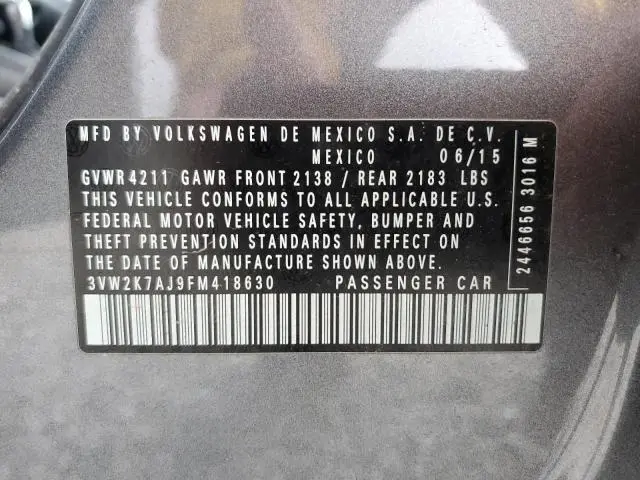 MFD BY VOLKSWAGEN DE MEXICO S.A. DE C.V.
MEXICO 06/15
GVWR 4211 GAWR FRONT 2138 / REAR 2183 LBS
THIS VEHICLE CONFORMS TO ALL APPLICABLE U.S.
FEDERAL MOTOR VEHICLE SAFETY, BUMPER AND
THEFT PREVENTION STANDARDS IN EFFECT ON
THE DATE OF MANUFACTURE SHOWN ABOVE.
3VW2K7AJ9FM418630 PASSENGER CAR
2446656 3016 M